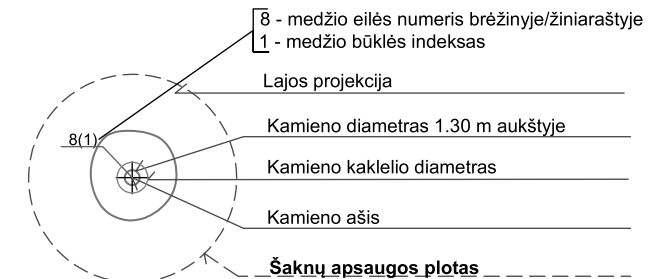 8 - medžio eilės numeris brėžinyje/žiniaraštyje
1 - medžio būklės indeksas
Lajos projekcija
Kamieno diametras 1.30 m aukštyje
8(1)
Kamieno kaklelio diametras
Kamieno ašis
Šaknų apsaugos plotas